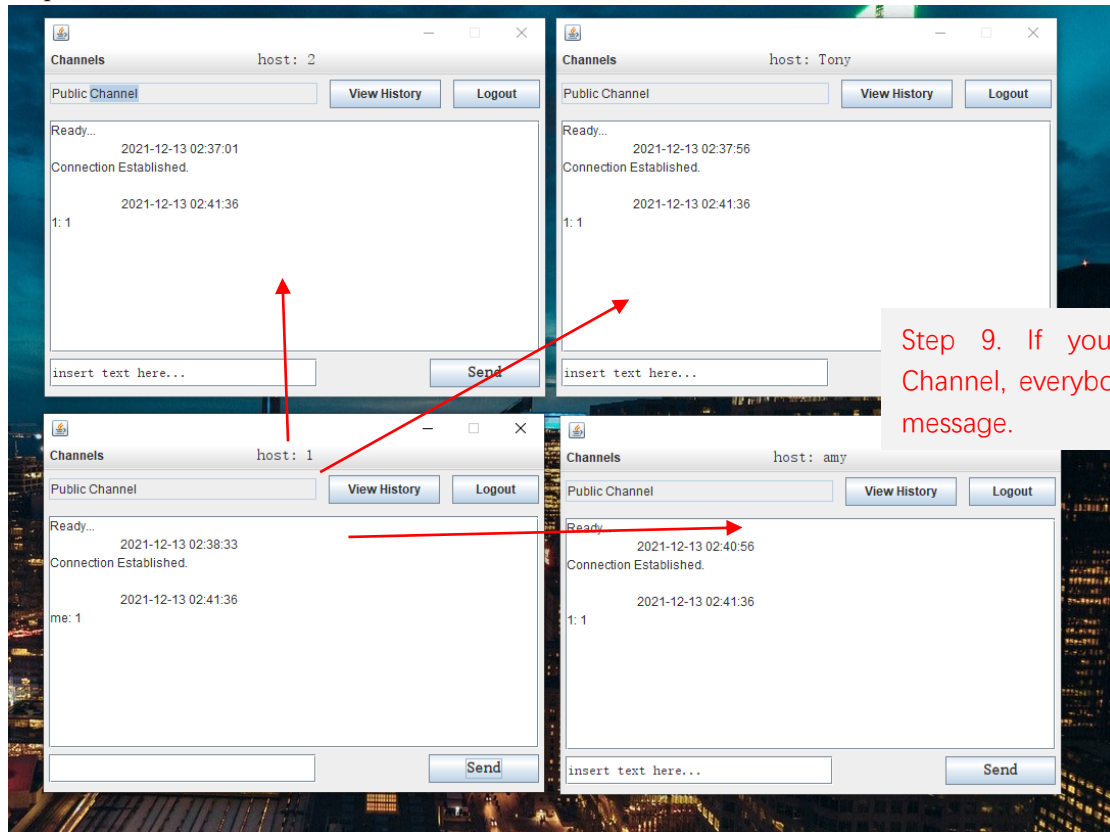 host: 2
Channels
Public Channel
View History
Logout
Ready...
2021-12-13 02:37:01
Connection Established.
2021-12-13 02:41:36
1: 1
insert text here...
Send
host: Tony
Channels
Public Channel
View History
Logout
Ready...
2021-12-13 02:37:56
Connection Established.
2021-12-13 02:41:36
1: 1
insert text here...
Step 9. If you
Channel, everybo
message.
host: 1
Channels
Public Channel
View History
Logout
Ready...
2021-12-13 02:38:33
Connection Established.
2021-12-13 02:41:36
me: 1
Send
host: amy
Channels
Public Channel
View History
Logout
Ready...
2021-12-13 02:40:56
Connection Established.
2021-12-13 02:41:36
1: 1
insert text here...
Send